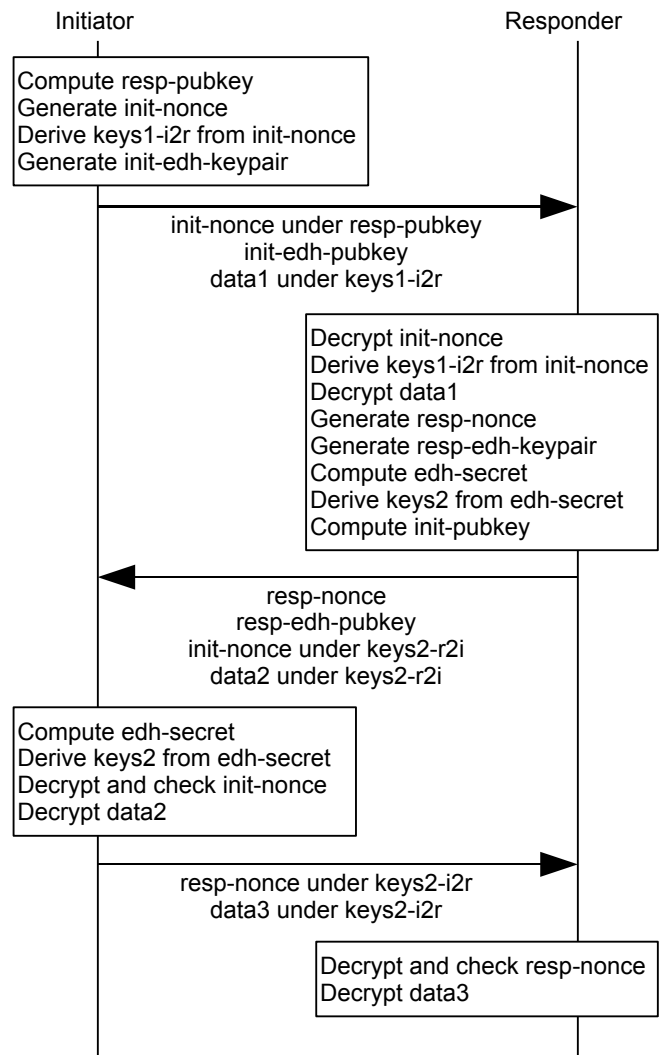 Initiator
Responder
Compute resp-pubkey
Generate init-nonce
Derive keys1-i2r from init-nonce
Generate init-edh-keypair
init-nonce under resp-pubkey
init-edh-pubkey
data1 under keys1-i2r
Decrypt init-nonce
Derive keys1-i2r from init-nonce
Decrypt data1
Generate resp-nonce
Generate resp-edh-keypair
Compute edh-secret
Derive keys2 from edh-secret
Compute init-pubkey
resp-nonce
resp-edh-pubkey
init-nonce under keys2-r2i
data2 under keys2-r2i
Compute edh-secret
Derive keys2 from edh-secret
Decrypt and check init-nonce
Decrypt data2
resp-nonce under keys2-i2r
data3 under keys2-i2r
Decrypt and check resp-nonce
Decrypt data3